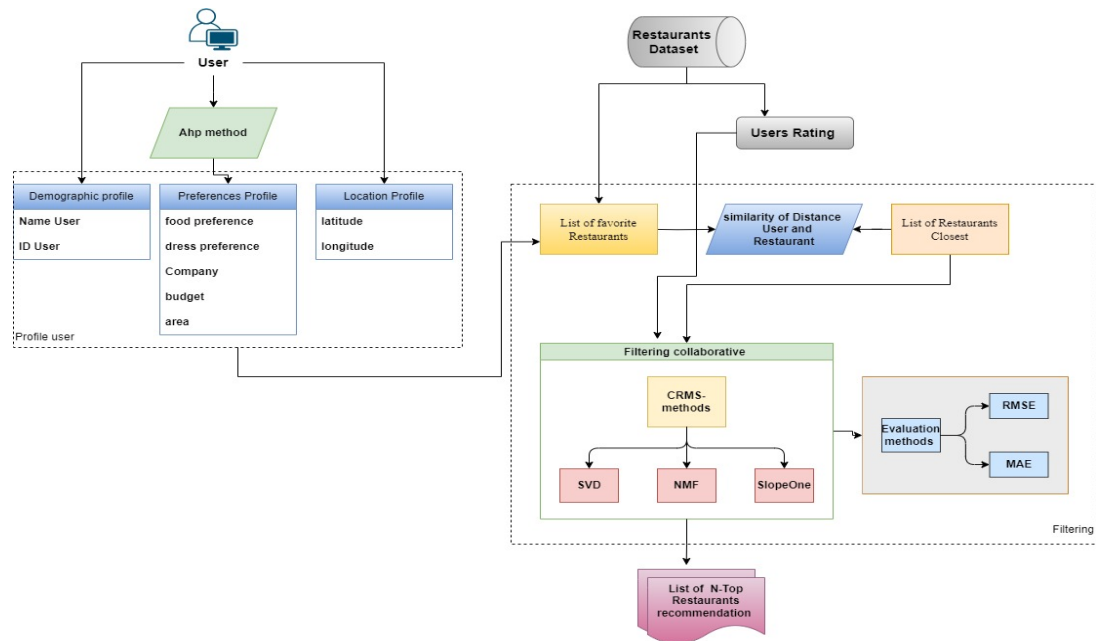 User
Ahp method
Demographic profile
Name User
ID User
Preferences Profile
food preference
dress preference
Company
budget
area
Location Profile
latitude
longitude
Profile user
Restaurants
Dataset
Users Rating
List of favorite
Restaurants
similarity of Distance
User and
Restaurant
List of Restaurants
Closest
Filtering collaborative
CRMS-
methods
SVD
NMF
SlopeOne
Evaluation
methods
RMSE
MAE
Filtering
List of N-Top
Restaurants
recommendation